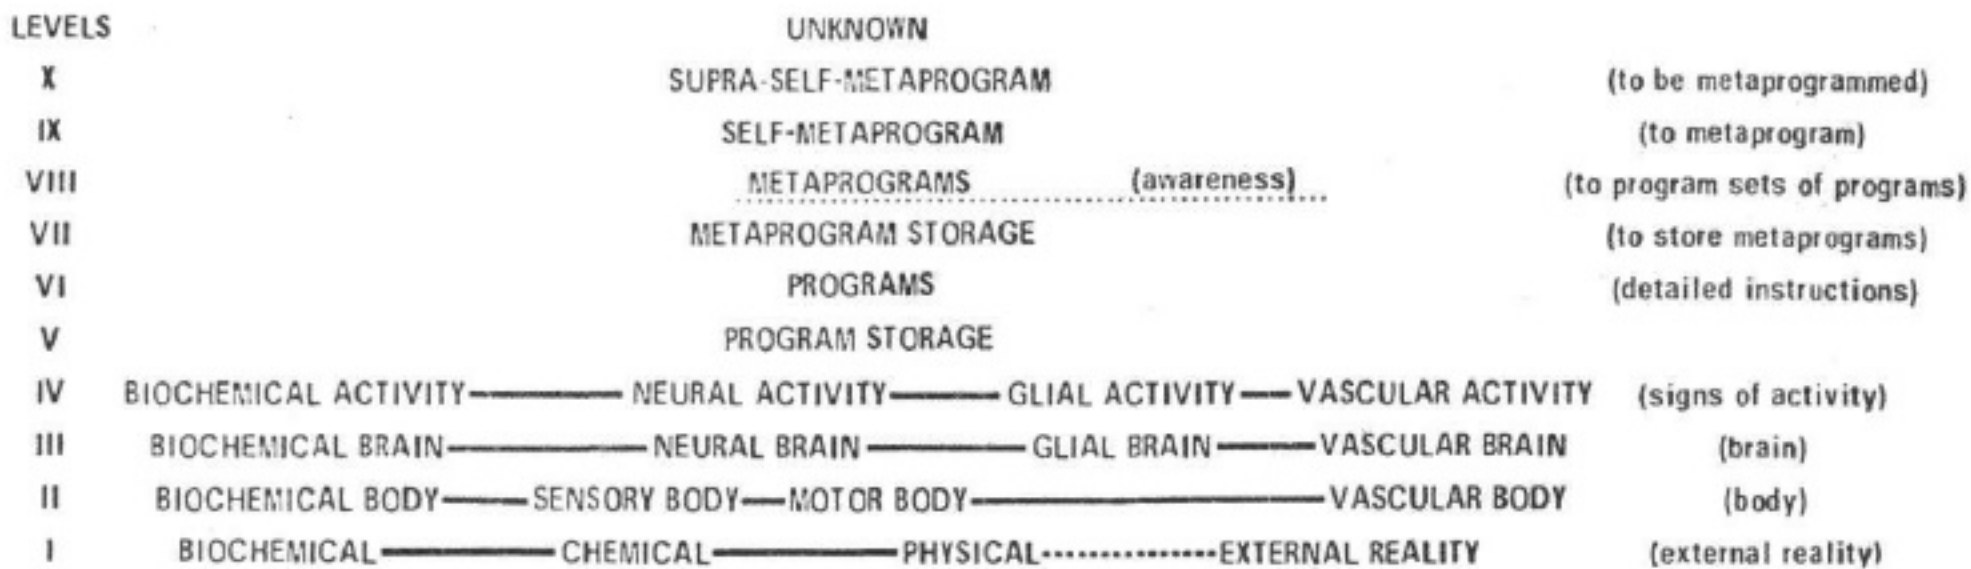 LEVELS UNKNOWN
X SUPRA-SELF-METAPROGRAM (to be metaprogrammed)
IX SELF-METAPROGRAM (to metaprogram)
VIII METAPROGRAMS (awareness) (to program sets of programs)
VII METAPROGRAM STORAGE (to store metaprograms)
VI PROGRAMS (detailed instructions)
V PROGRAM STORAGE
IV BIOCHEMICAL ACTIVITY NEURAL ACTIVITY GLIAL ACTIVITY VASCULAR ACTIVITY (signs of activity)
III BIOCHEMICAL BRAIN NEURAL BRAIN GLIAL BRAIN VASCULAR BRAIN (brain)
II BIOCHEMICAL BODY SENSORY BODY MOTOR BODY VASCULAR BODY (body)
I BIOCHEMICAL CHEMICAL PHYSICAL EXTERNAL REALITY (external reality)